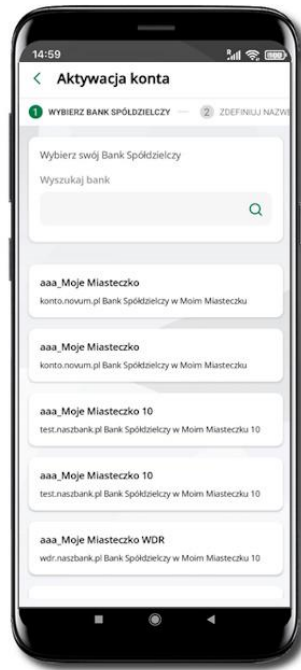 14:59
Aktywacja konta
1 WYBIERZ BANK SPÓŁDZIELCZY 2 ZDEFINIUJ NAZWĘ
Wybierz swój Bank Spółdzielczy
Wyszukaj bank
aaa_Moje Miasteczko
konto.novum.pl Bank Spółdzielczy w Moim Miasteczku
aaa_Moje Miasteczko
konto.novum.pl Bank Spółdzielczy w Moim Miasteczku
aaa_Moje Miasteczko 10
test.naszbank.pl Bank Spółdzielczy w Moim Miasteczku 10
aaa_Moje Miasteczko 10
test.naszbank.pl Bank Spółdzielczy w Moim Miasteczku 10
aaa_Moje Miasteczko WDR
wdr.naszbank.pl Bank Spółdzielczy w Moim Miasteczku 10